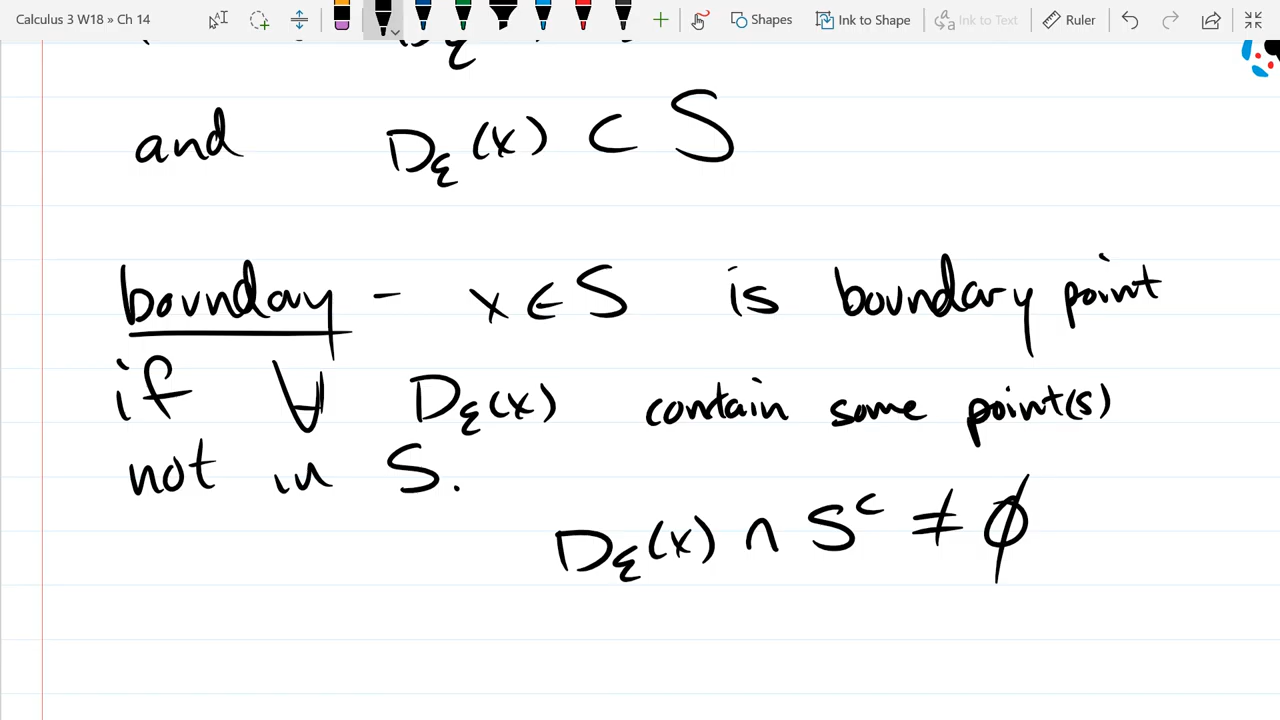 Calculus 3 W18 » Ch 14
Shapes
Ink to Shape
Ink to Text
Ruler
and D_ε(x) ⊂ S
boundary - x ∈ S is boundary point
if ∀ D_ε(x) contain some point(s)
not in S.
D_ε(x) ∩ S^c ≠ ∅